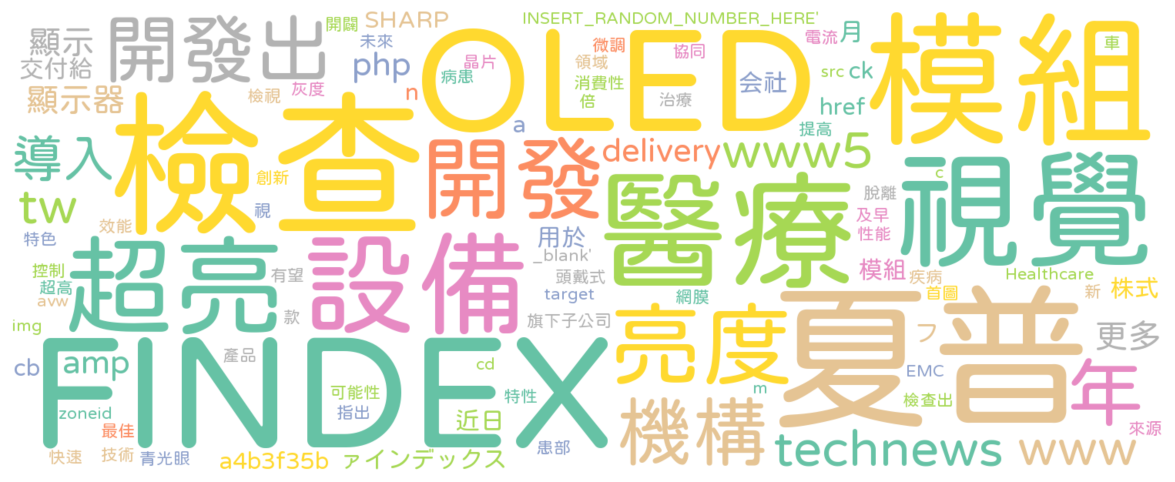 顯示
開發出
開闢
SHARP
INSERT_RANDOM_NUMBER_HERE'
電流
月
模組
車
交付給
未來
php
OLED
晶片
病患
微調
領域
協同
会社
src
ck
顯示器
檢視
灰度
n
消費性
倍
治療
href
a
提高
導入
檢查
創新
開發
delivery
www5
視覺
c
tw
視
醫療
脫離
及早
性能
效能
特色
用於
_blank'
控制
超高
avw
超亮
有望
設備
頭戴式
target
網膜
模組
疾病
首圖
Healthcare
新
株式
img
款
旗下子公司
亮度
夏普
フ
更多
cb
amp
FINDEX
產品
cd
可能性
特性
指出
m
EMC
年
檢查出
zoneid
近日
機構
來源
最佳
快速
技術
青光眼
a4b3f35b
ァインデックス
患部
technews
www